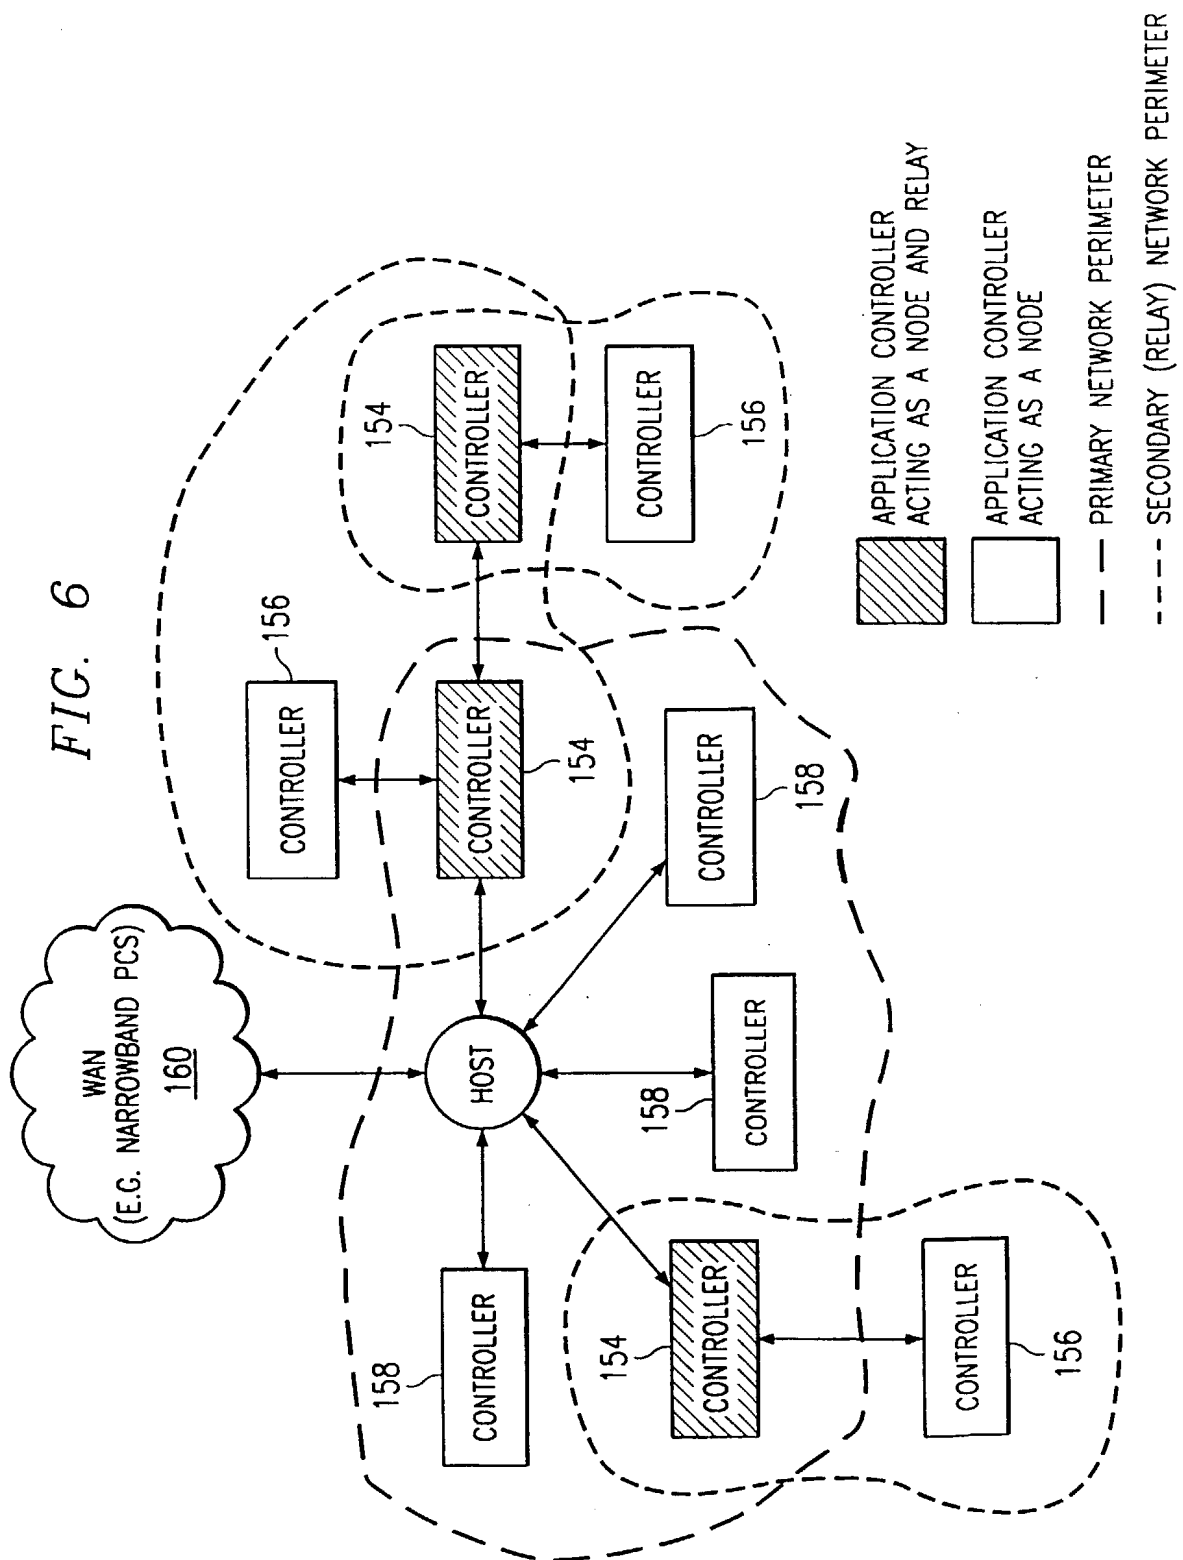 FIG. 6
WAN
(E.G. NARROWBAND PCS)
160
156
CONTROLLER
158
CONTROLLER
HOST
CONTROLLER
154
154
CONTROLLER
154
CONTROLLER
158
CONTROLLER
CONTROLLER
158
CONTROLLER
156
CONTROLLER
156
APPLICATION CONTROLLER
ACTING AS A NODE AND RELAY
APPLICATION CONTROLLER
ACTING AS A NODE
PRIMARY NETWORK PERIMETER
SECONDARY (RELAY) NETWORK PERIMETER